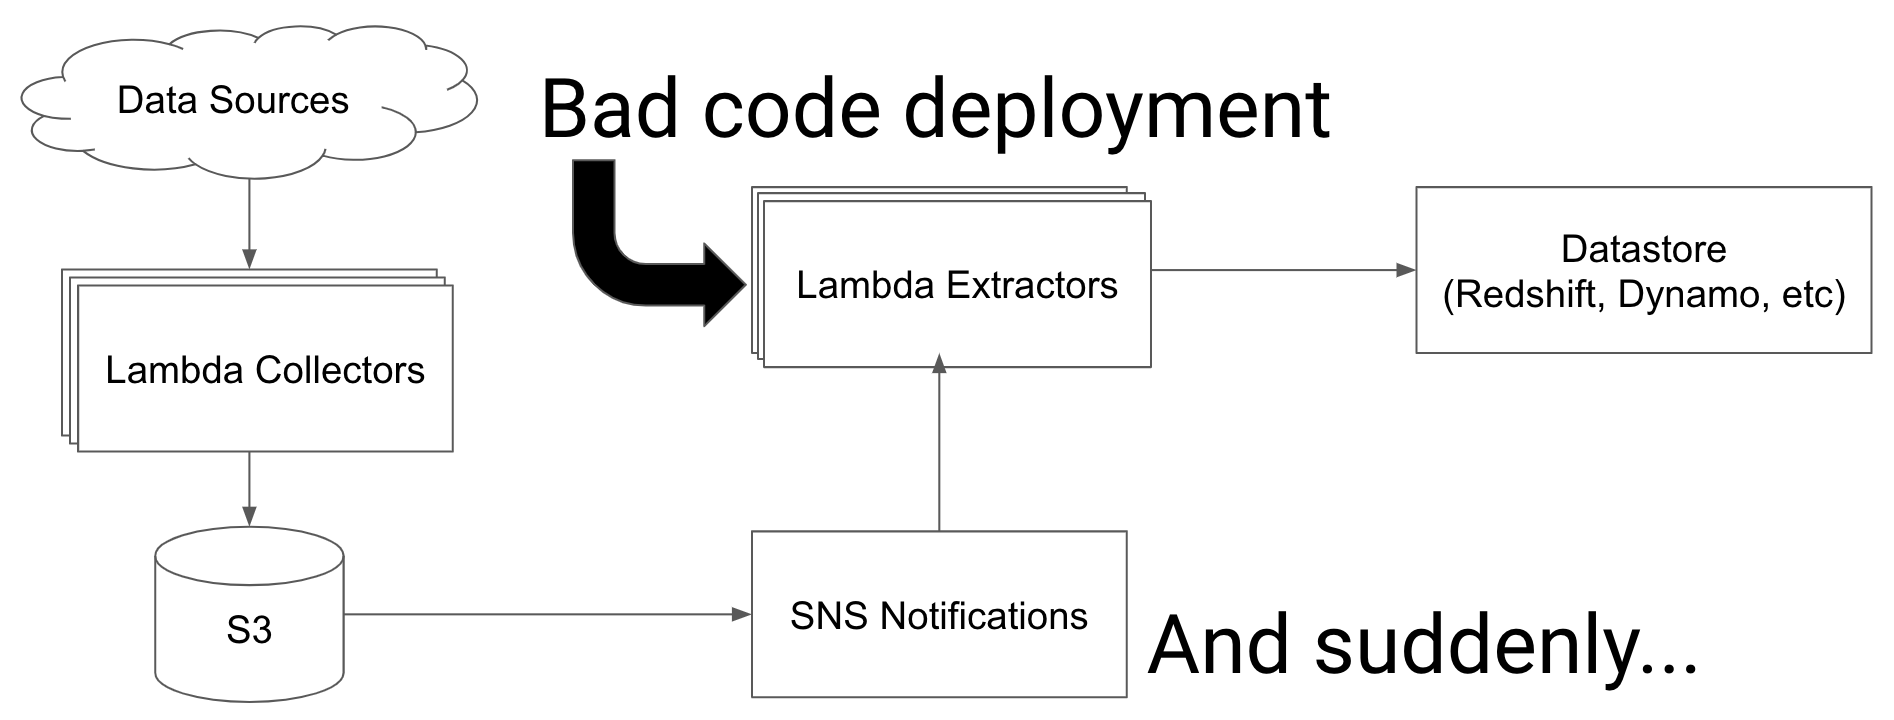 Data Sources
Bad code deployment
Lambda Extractors
Datastore
(Redshift, Dynamo, etc)
Lambda Collectors
S3
SNS Notifications
And suddenly...